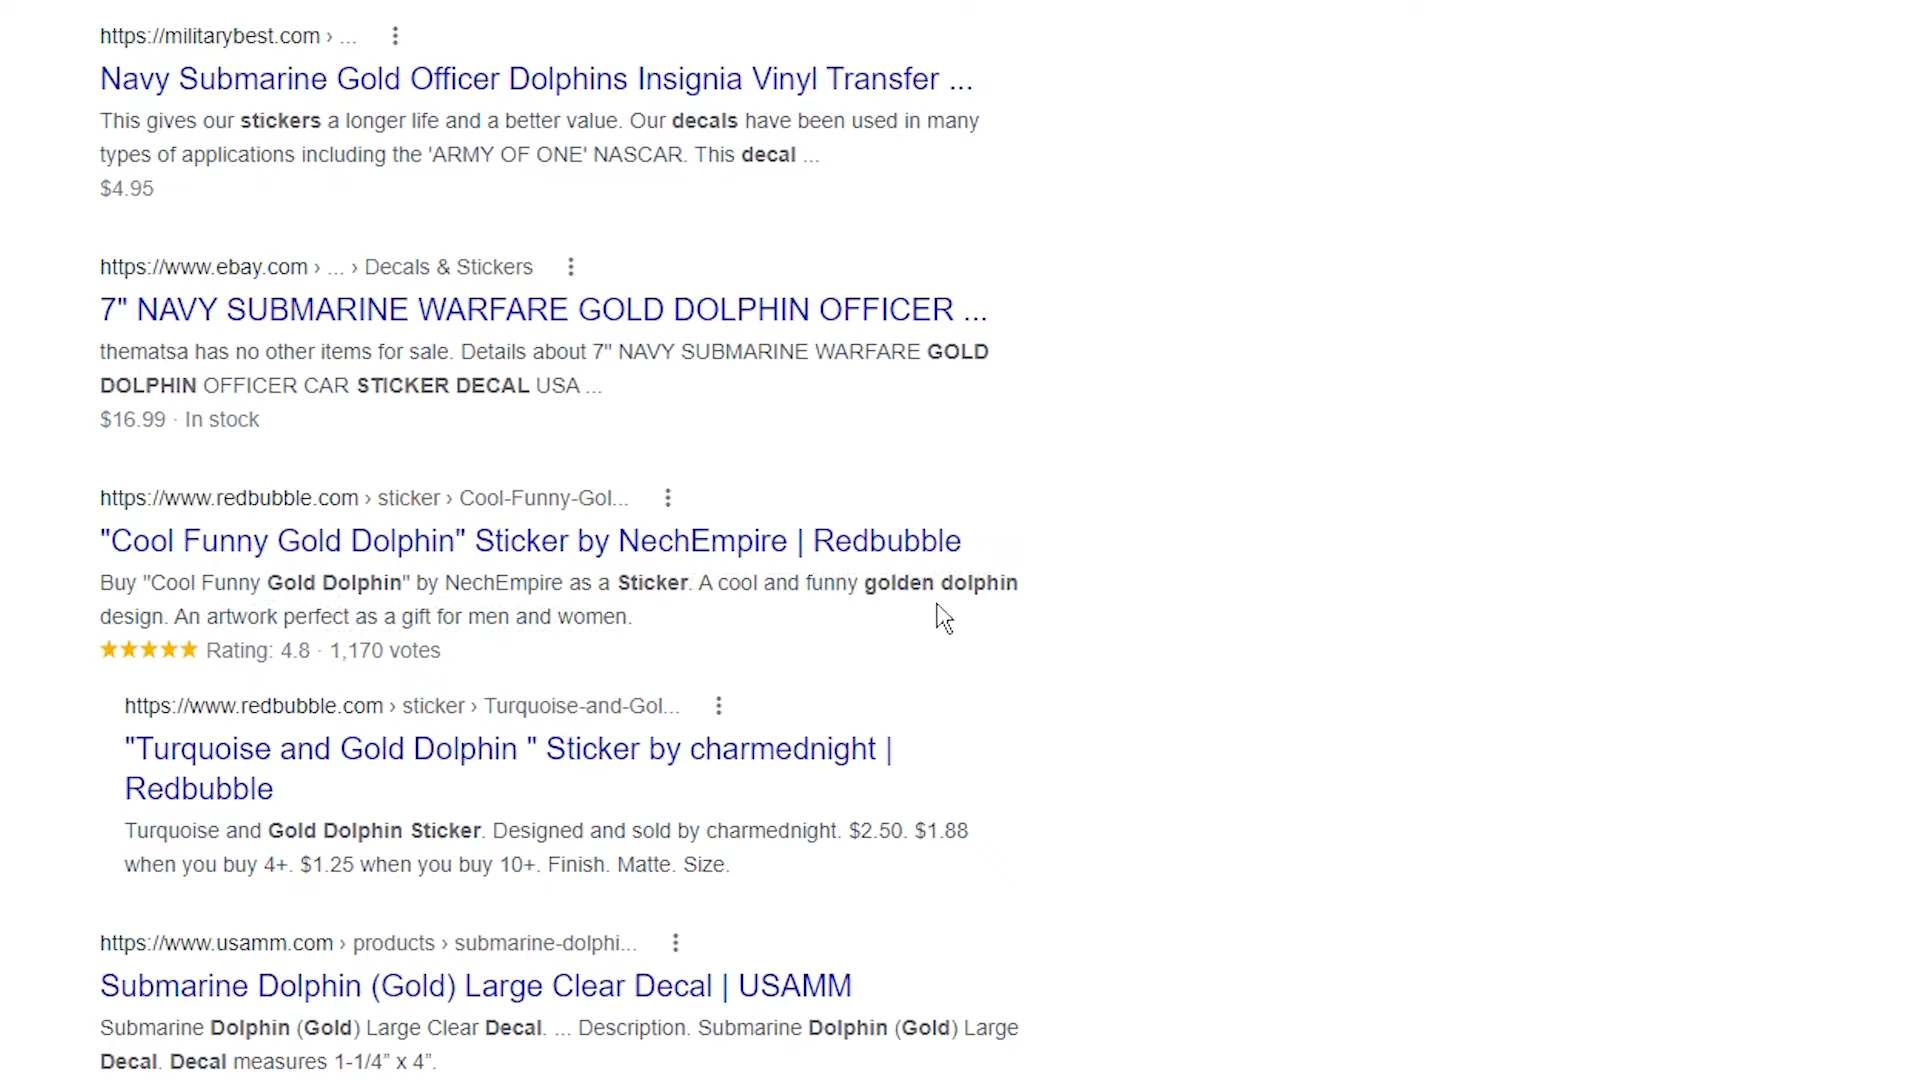 https://militarybest.com › ...
Navy Submarine Gold Officer Dolphins Insignia Vinyl Transfer ...
This gives our stickers a longer life and a better value. Our decals have been used in many
types of applications including the 'ARMY OF ONE' NASCAR. This decal ...
$4.95
https://www.ebay.com › ... › Decals & Stickers
7" NAVY SUBMARINE WARFARE GOLD DOLPHIN OFFICER ...
thematsa has no other items for sale. Details about 7" NAVY SUBMARINE WARFARE GOLD
DOLPHIN OFFICER CAR STICKER DECAL USA ...
$16.99 · In stock
https://www.redbubble.com › sticker › Cool-Funny-Gol...
"Cool Funny Gold Dolphin" Sticker by NechEmpire | Redbubble
Buy "Cool Funny Gold Dolphin" by NechEmpire as a Sticker. A cool and funny golden dolphin
design. An artwork perfect as a gift for men and women.
★★★★★ Rating: 4.8 · 1,170 votes
https://www.redbubble.com › sticker › Turquoise-and-Gol...
"Turquoise and Gold Dolphin " Sticker by charmednight |
Redbubble
Turquoise and Gold Dolphin Sticker. Designed and sold by charmednight. $2.50. $1.88
when you buy 4+. $1.25 when you buy 10+. Finish. Matte. Size.
https://www.usamm.com › products › submarine-dolphi...
Submarine Dolphin (Gold) Large Clear Decal | USAMM
Submarine Dolphin (Gold) Large Clear Decal. ... Description. Submarine Dolphin (Gold) Large
Decal. Decal measures 1-1/4” x 4”.